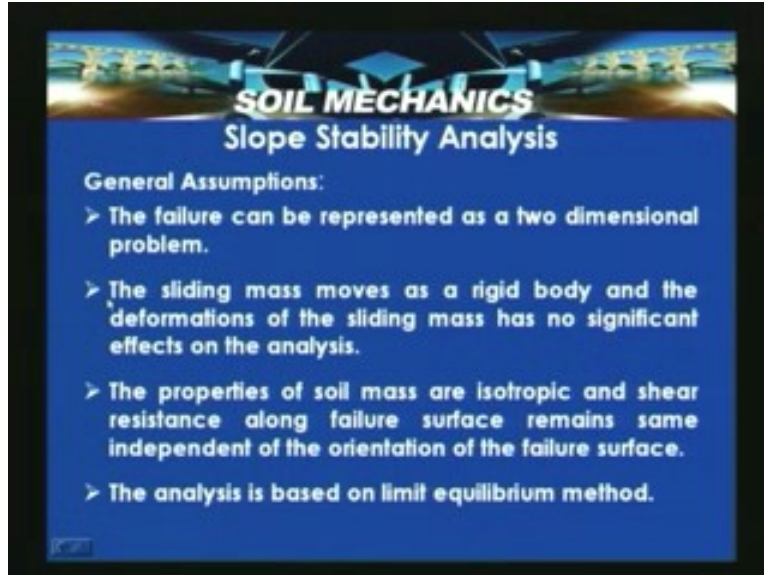 SOIL MECHANICS
Slope Stability Analysis
General Assumptions:
➢ The failure can be represented as a two dimensional
problem.
➢ The sliding mass moves as a rigid body and the
deformations of the sliding mass has no significant
effects on the analysis.
➢ The properties of soil mass are isotropic and shear
resistance along failure surface remains same
independent of the orientation of the failure surface.
➢ The analysis is based on limit equilibrium method.